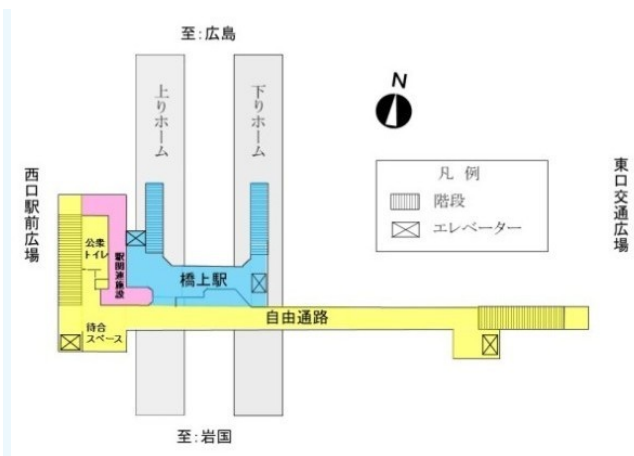 至:広島
上りホーム
下りホーム
N
凡 例
階段
エレベーター
西口駅前広場
東口交通広場
公衆
トイレ
駅関連施設
橋上駅
自由通路
待合
スペース
至:岩国